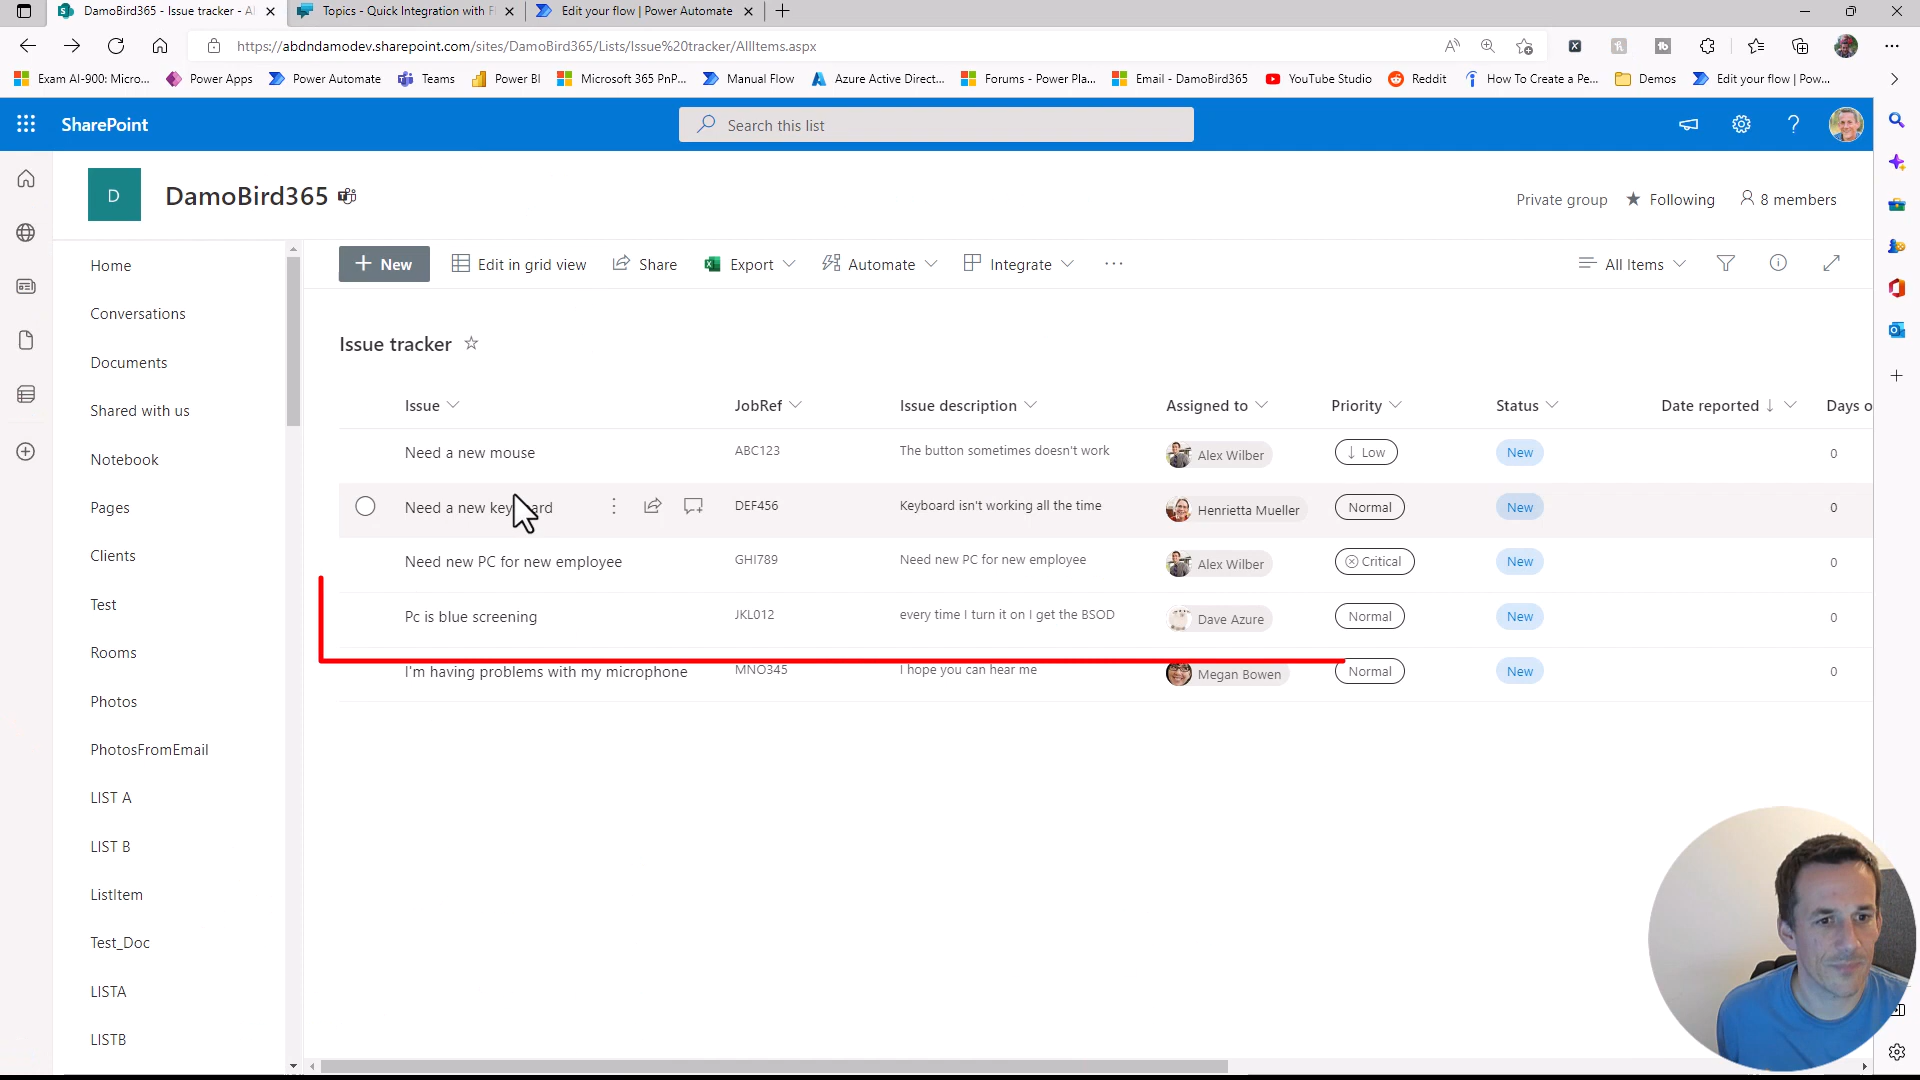 DamoBird365 - Issue tracker - Al
Topics - Quick Integration with Fl
Edit your flow | Power Automate
https://abdndamodev.sharepoint.com/sites/DamoBird365/Lists/Issue%20tracker/AllItems.aspx
Exam AI-900: Micro...
Power Apps
Power Automate
Teams
Power BI
Microsoft 365 PnP...
Manual Flow
Azure Active Direct...
Forums - Power Pla...
Email - DamoBird365
YouTube Studio
Reddit
How To Create a Pe...
Demos
Edit your flow | Pow...
SharePoint
Search this list
D
DamoBird365
Private group
Following
8 members
Home
Conversations
Documents
Shared with us
Notebook
Pages
Clients
Test
Rooms
Photos
PhotosFromEmail
LIST A
LIST B
ListItem
Test_Doc
LISTA
LISTB
+ New
Edit in grid view
Share
Export
Automate
Integrate
...
All Items
Issue tracker
Issue JobRef Issue description Assigned to Priority Status Date reported Days o
Need a new mouse ABC123 The button sometimes doesn't work Alex Wilber Low New 0
Need a new keyboard DEF456 Keyboard isn't working all the time Henrietta Mueller Normal New 0
Need new PC for new employee GHI789 Need new PC for new employee Alex Wilber Critical New 0
Pc is blue screening JKL012 every time I turn it on I get the BSOD Dave Azure Normal New 0
I'm having problems with my microphone MNO345 I hope you can hear me Megan Bowen Normal New 0